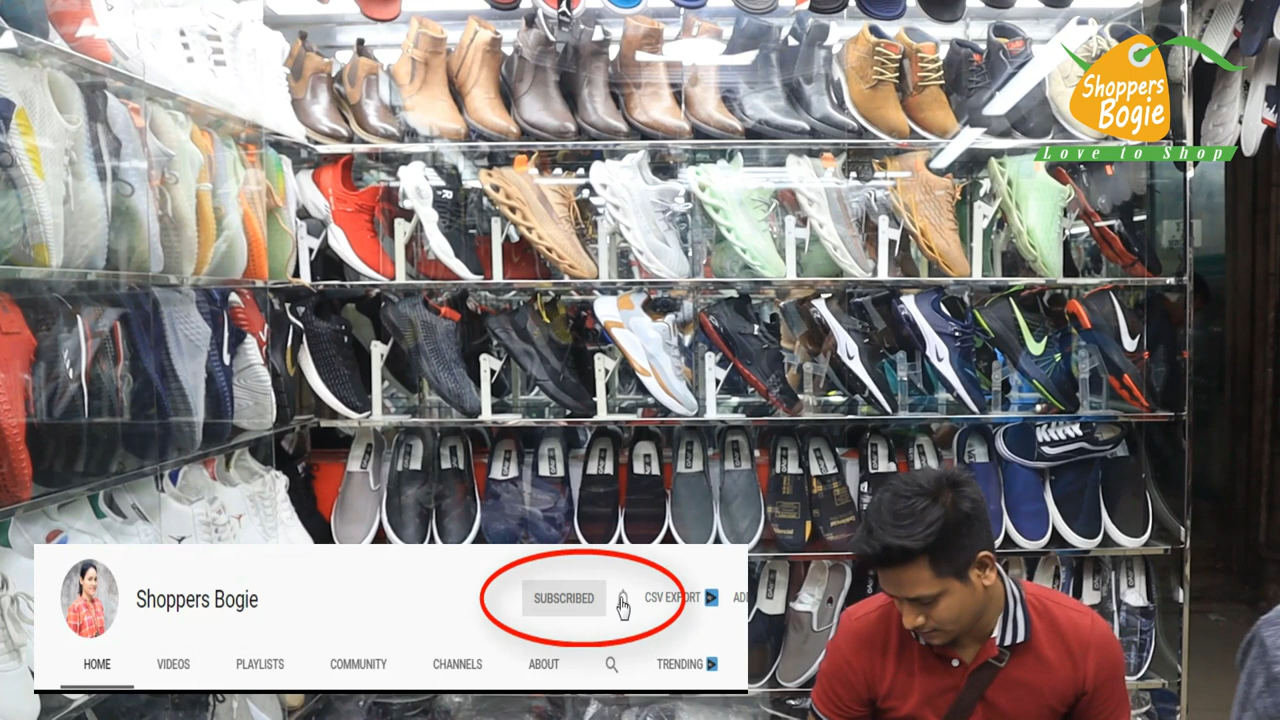 Shoppers
Bogie
Love to Shop
Shoppers Bogie
SUBSCRIBED
CSV EXPORT
HOME
VIDEOS
PLAYLISTS
COMMUNITY
CHANNELS
ABOUT
TRENDING